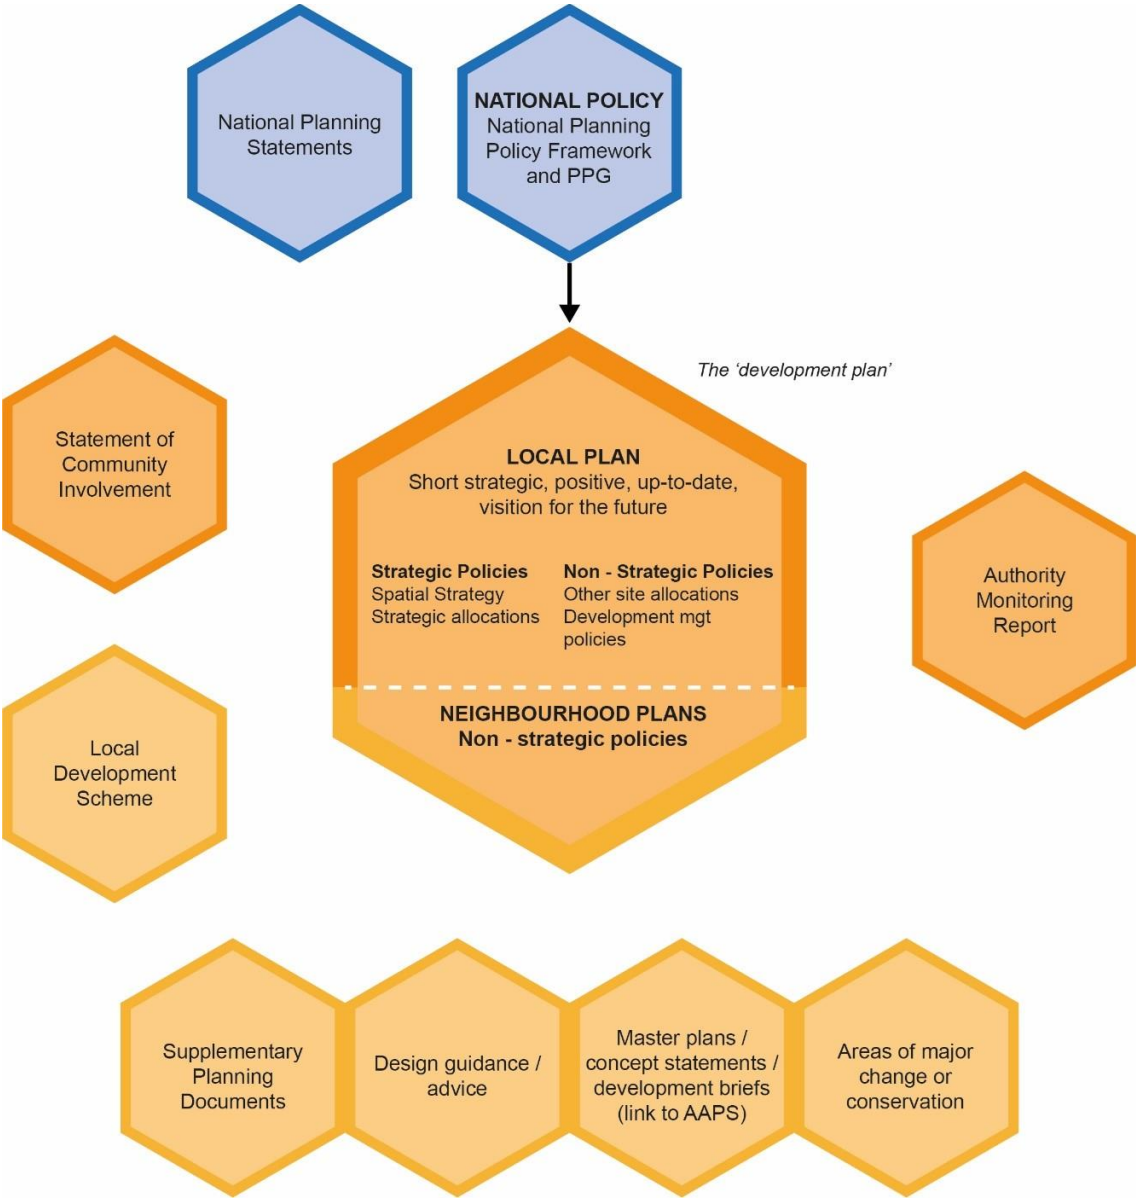 National Planning
Statements
NATIONAL POLICY
National Planning
Policy Framework
and PPG
The ‘development plan’
Statement of
Community
Involvement
LOCAL PLAN
Short strategic, positive, up-to-date,
visition for the future
Strategic Policies
Spatial Strategy
Strategic allocations
Non - Strategic Policies
Other site allocations
Development mgt
policies
Authority
Monitoring
Report
NEIGHBOURHOOD PLANS
Non - strategic policies
Local
Development
Scheme
Supplementary
Planning
Documents
Design guidance /
advice
Master plans /
concept statements /
development briefs
(link to AAPS)
Areas of major
change or
conservation